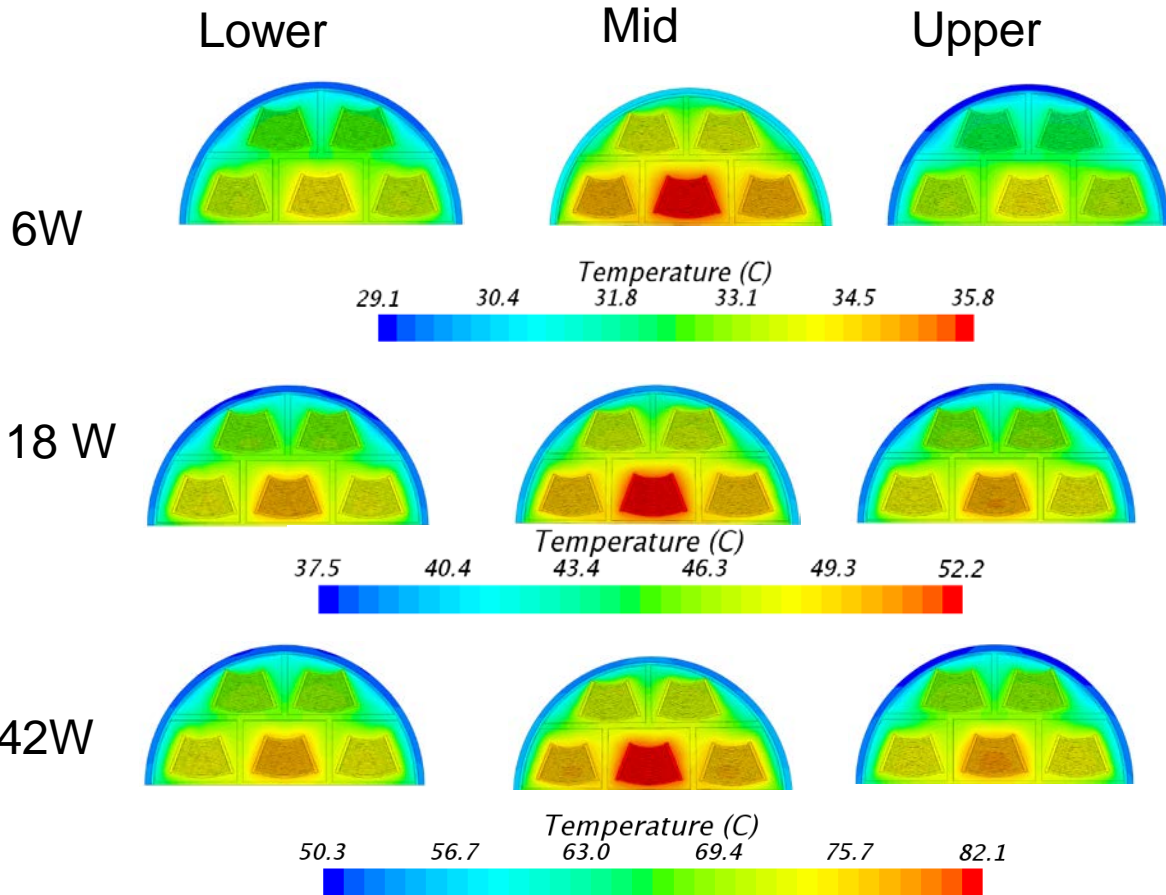 Lower Mid Upper
6W
Temperature (C)
29.1 30.4 31.8 33.1 34.5 35.8
18 W
Temperature (C)
37.5 40.4 43.4 46.3 49.3 52.2
42W
Temperature (C)
50.3 56.7 63.0 69.4 75.7 82.1